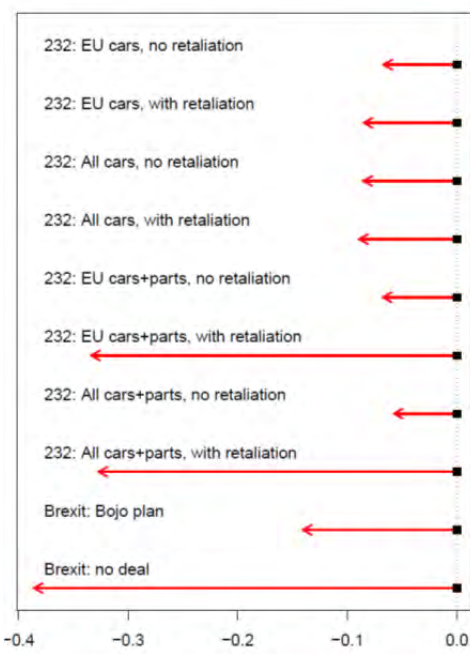 232: EU cars, no retaliation
232: EU cars, with retaliation
232: All cars, no retaliation
232: All cars, with retaliation
232: EU cars+parts, no retaliation
232: EU cars+parts, with retaliation
232: All cars+parts, no retaliation
232: All cars+parts, with retaliation
Brexit: Bojo plan
Brexit: no deal
−0.4 −0.3 −0.2 −0.1 0.0